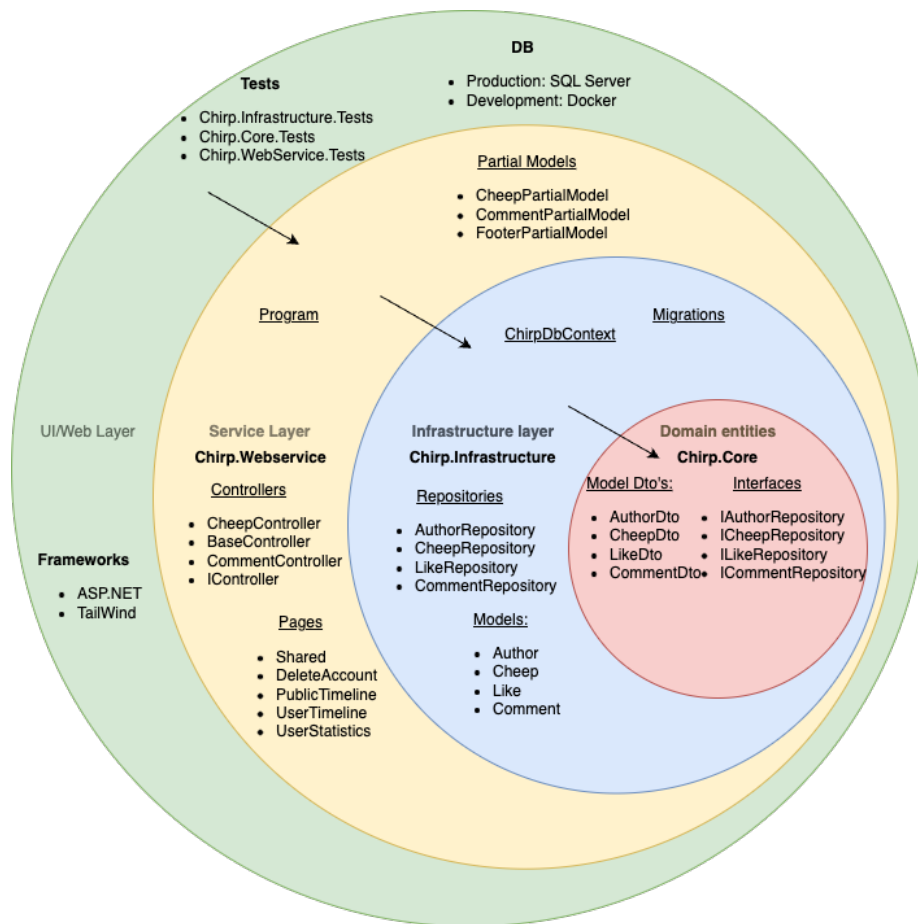 DB
• Production: SQL Server
• Development: Docker
Tests
• Chirp.Infrastructure.Tests
• Chirp.Core.Tests
• Chirp.WebService.Tests
Partial Models
• CheepPartialModel
• CommentPartialModel
• FooterPartialModel
Program
ChirpDbContext
Migrations
UI/Web Layer
Frameworks
• ASP.NET
• TailWind
Service Layer
Chirp.Webservice
Controllers
• CheepController
• BaseController
• CommentController
• IController
Pages
• Shared
• DeleteAccount
• PublicTimeline
• UserTimeline
• UserStatistics
Infrastructure layer
Chirp.Infrastructure
Repositories
• AuthorRepository
• CheepRepository
• LikeRepository
• CommentRepository
Models:
• Author
• Cheep
• Like
• Comment
Domain entities
Chirp.Core
Model Dto's:
• AuthorDto
• CheepDto
• LikeDto
• CommentDto
Interfaces
• IAuthorRepository
• ICheepRepository
• ILikeRepository
• ICommentRepository